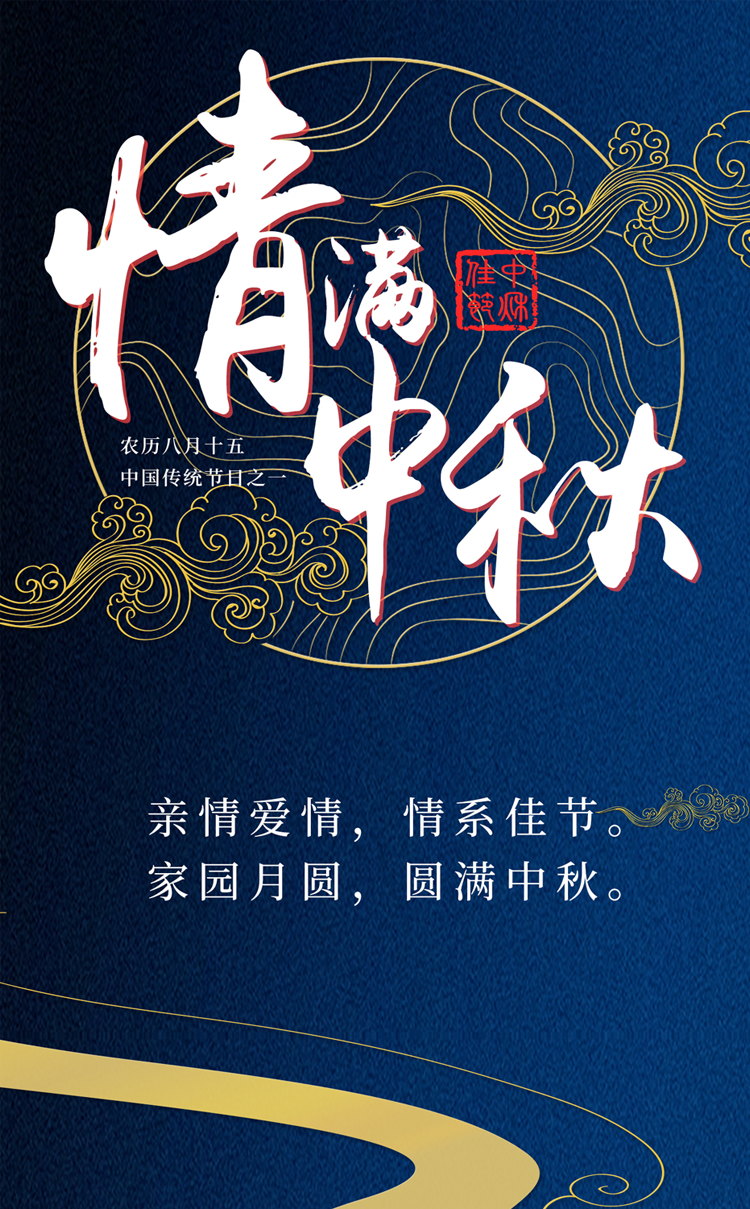 情满
中秋
中秋
佳节
农历八月十五
中国传统节日之一
亲情爱情，情系佳节。
家园月圆，圆满中秋。